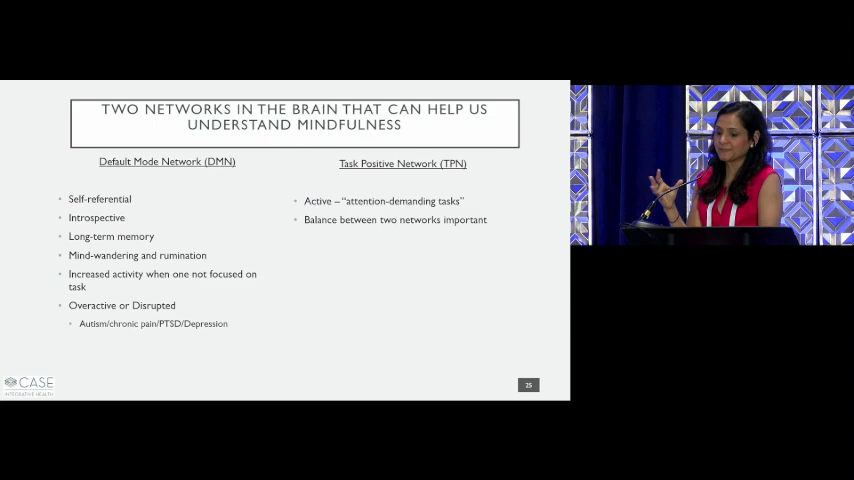 TWO NETWORKS IN THE BRAIN THAT CAN HELP US
UNDERSTAND MINDFULNESS
Default Mode Network (DMN)
Self-referential
Introspective
Long-term memory
Mind-wandering and rumination
Increased activity when one not focused on
task
Overactive or Disrupted
Autism/chronic pain/PTSD/Depression
Task Positive Network (TPN)
Active – “attention-demanding tasks”
Balance between two networks important
CASE
INTEGRATIVE HEALTH
25